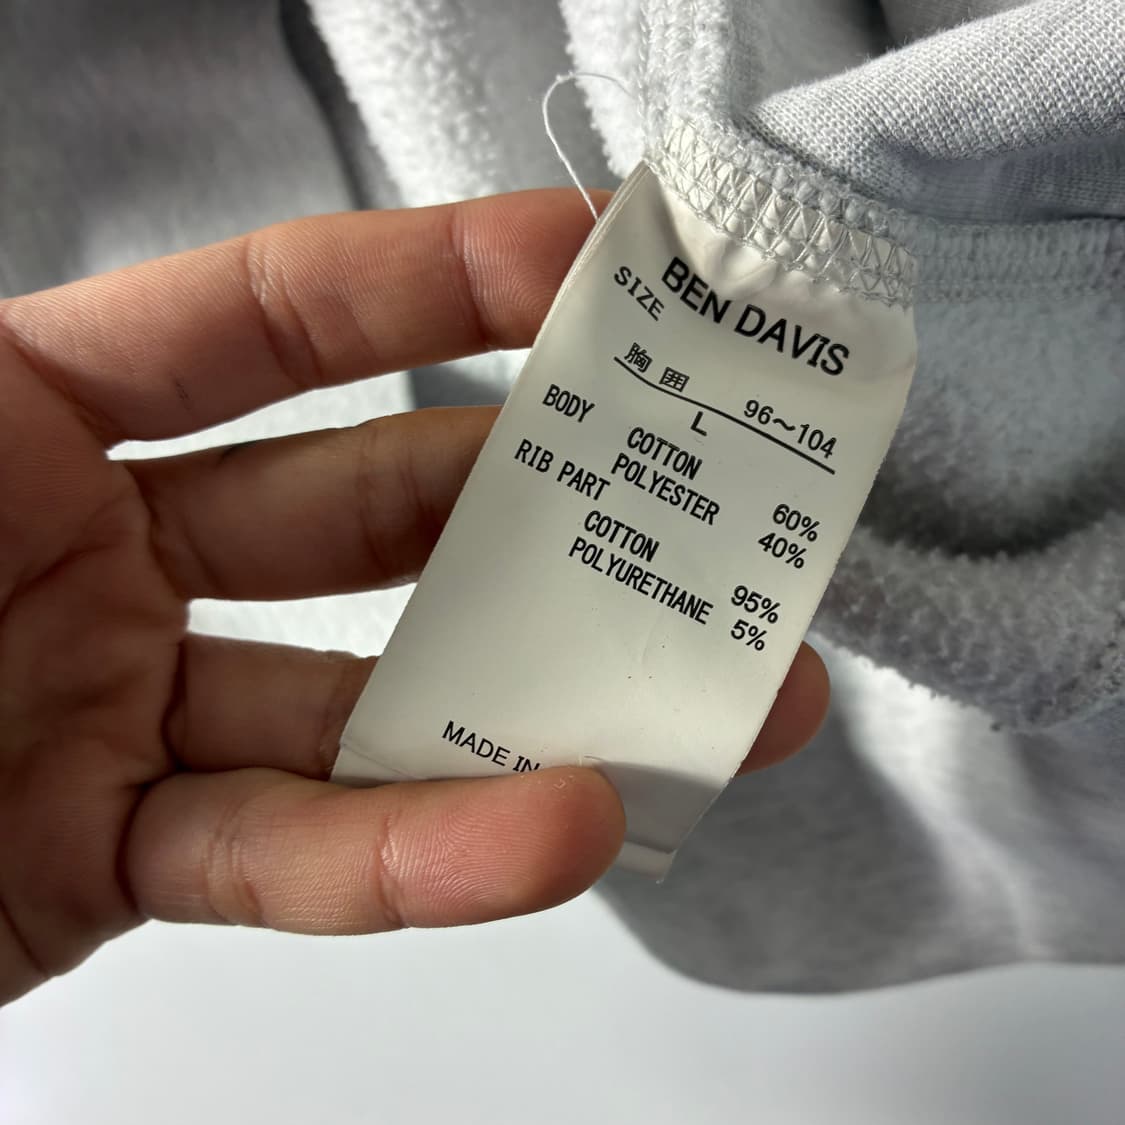 BEN DAVIS
SIZE
胸囲 96～104
L
BODY
COTTON 60%
POLYESTER 40%
RIB PART
COTTON 95%
POLYURETHANE 5%
MADE IN